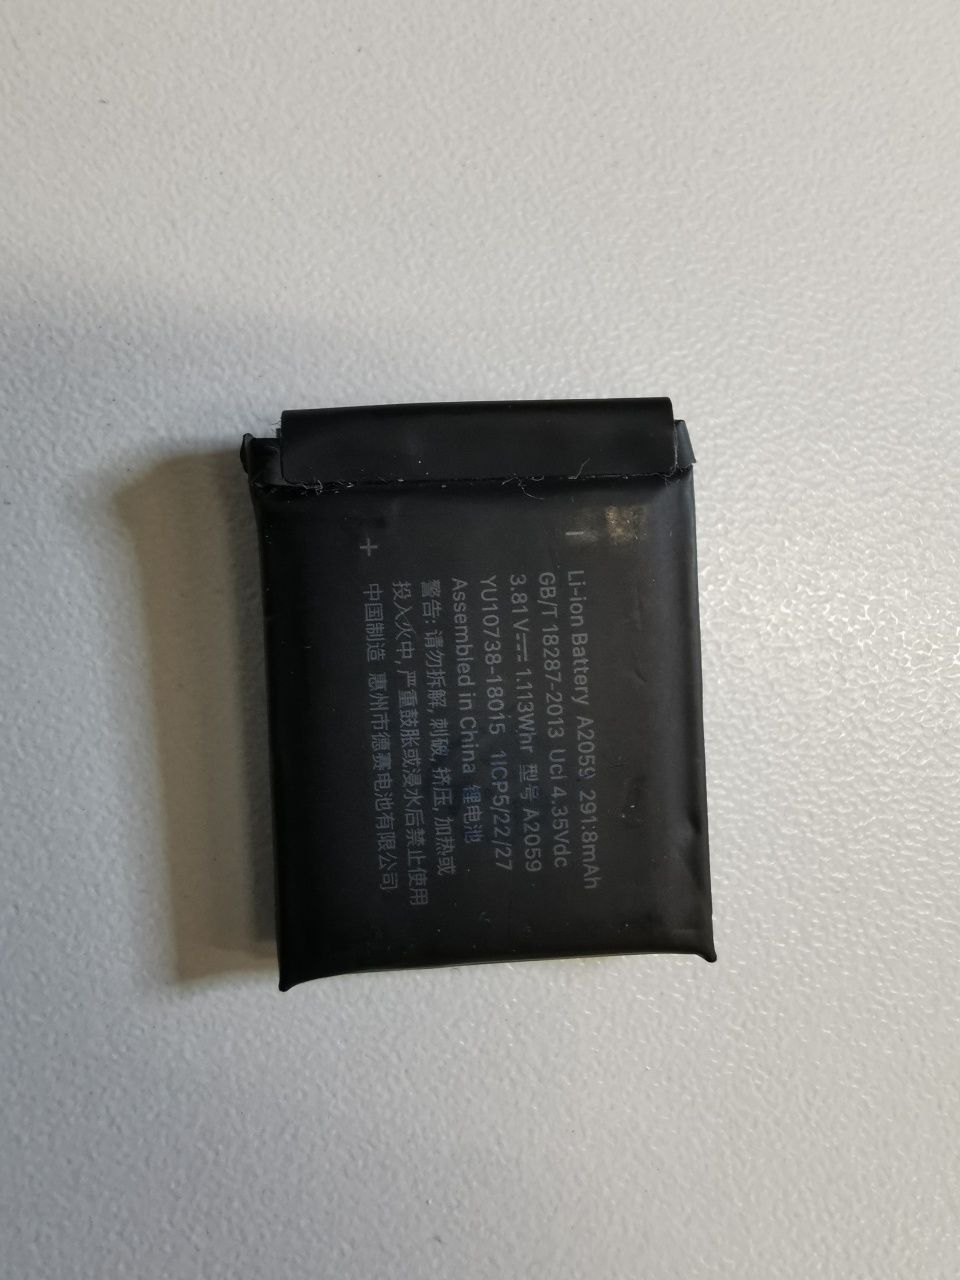 Li-ion Battery A2059 291.8mAh
GB/T 18287-2013 Ucl 4.35Vdc
3.81V⎓ 1.113Whr 型号 A2059
YU10738-18015 1ICP5/22/27
Assembled in China 锂电池
警告: 请勿拆解, 刺破, 挤压, 加热或
投入火中, 严重鼓胀或浸水后禁止使用
中国制造 惠州市德赛电池有限公司
− +